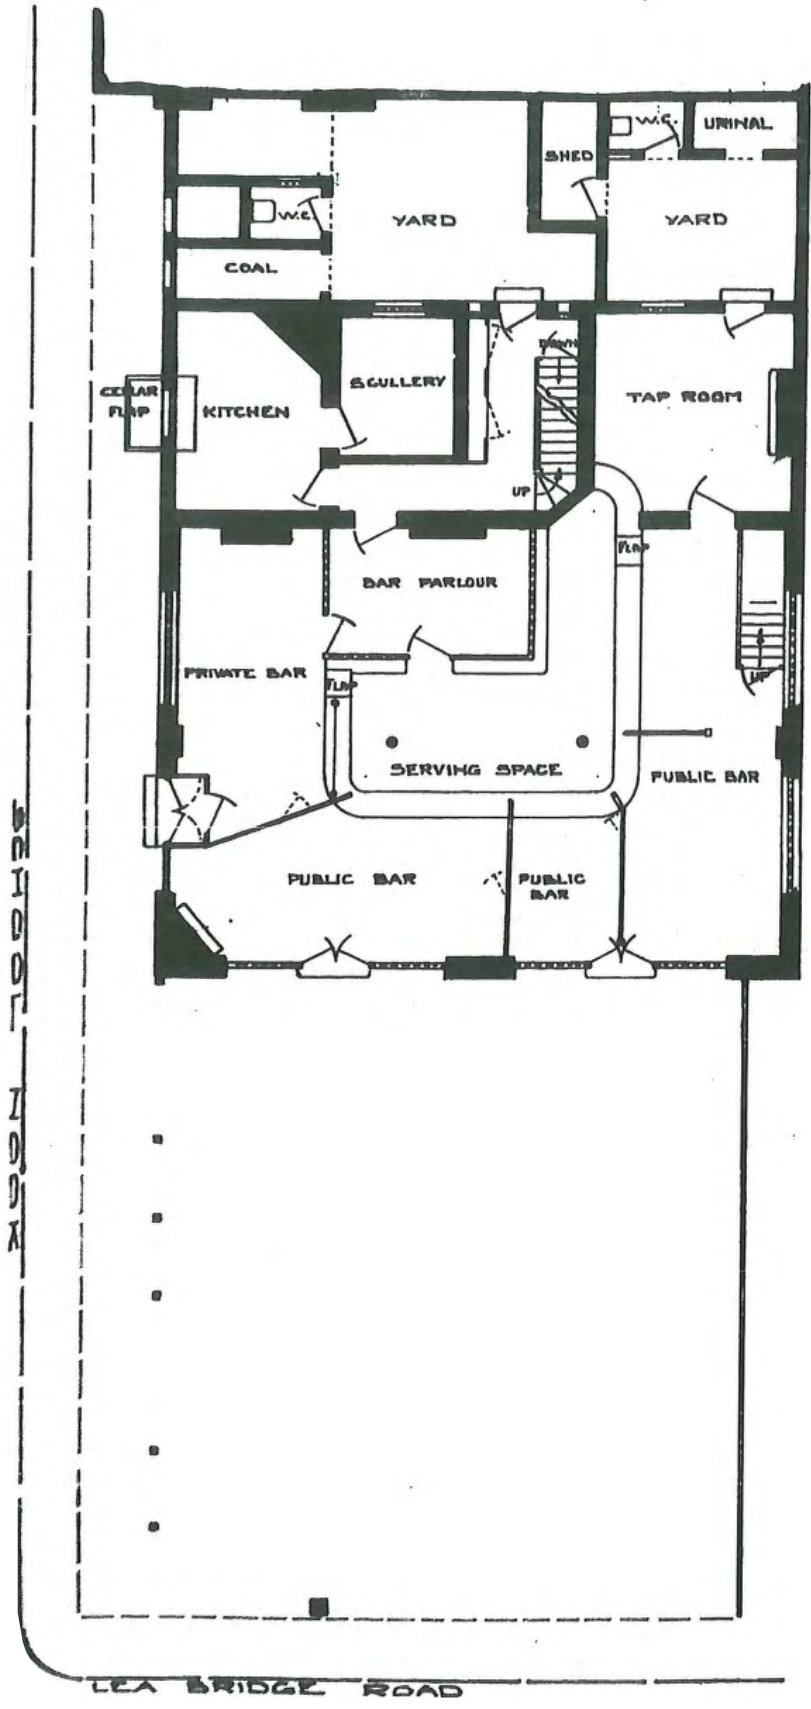 W.C.
URINAL
SHED
W.C.
YARD
YARD
COAL
DOWN
SCULLERY
CELLAR
FLAP
KITCHEN
TAP ROOM
UP
FLAP
BAR PARLOUR
PRIVATE BAR
FLAP
UP
SERVING SPACE
PUBLIC BAR
PUBLIC BAR
PUBLIC
BAR
SCHOOL
LEA BRIDGE ROAD